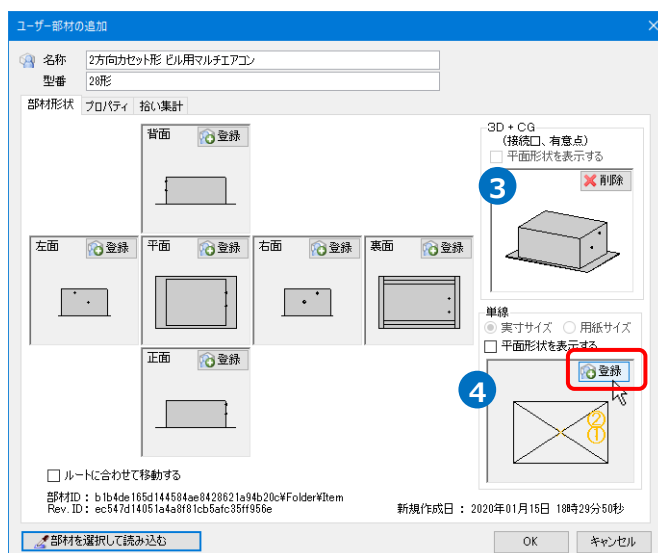 ユーザー部材の追加
名称 2方向カセット形 ビル用マルチエアコン
型番 28形
部材形状 プロパティ 拾い集計
背面 登録
3D + CG
(接続口、有意点)
平面形状を表示する
3
削除
左面 登録 平面 登録 右面 登録 裏面 登録
単線
実寸サイズ 用紙サイズ
平面形状を表示する
正面 登録
登録
4
②
①
ルートに合わせて移動する
部材ID : b1b4de165d144584ae8428621a94b20c¥Folder¥Item
Rev. ID : ec547d14051a4a8f81cb5afc35ff956e
新規作成日 : 2020年01月15日 18時29分50秒
部材を選択して読み込む OK キャンセル